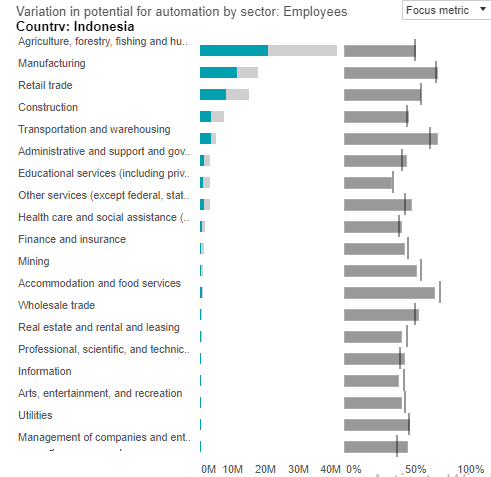 Variation in potential for automation by sector: Employees
Focus metric
Country: Indonesia
Agriculture, forestry, fishing and hu..
Manufacturing
Retail trade
Construction
Transportation and warehousing
Administrative and support and gov..
Educational services (including priv..
Other services (except federal, stat..
Health care and social assistance (..
Finance and insurance
Mining
Accommodation and food services
Wholesale trade
Real estate and rental and leasing
Professional, scientific, and technic..
Information
Arts, entertainment, and recreation
Utilities
Management of companies and ent..
0M 10M 20M 30M 40M 0% 50% 100%